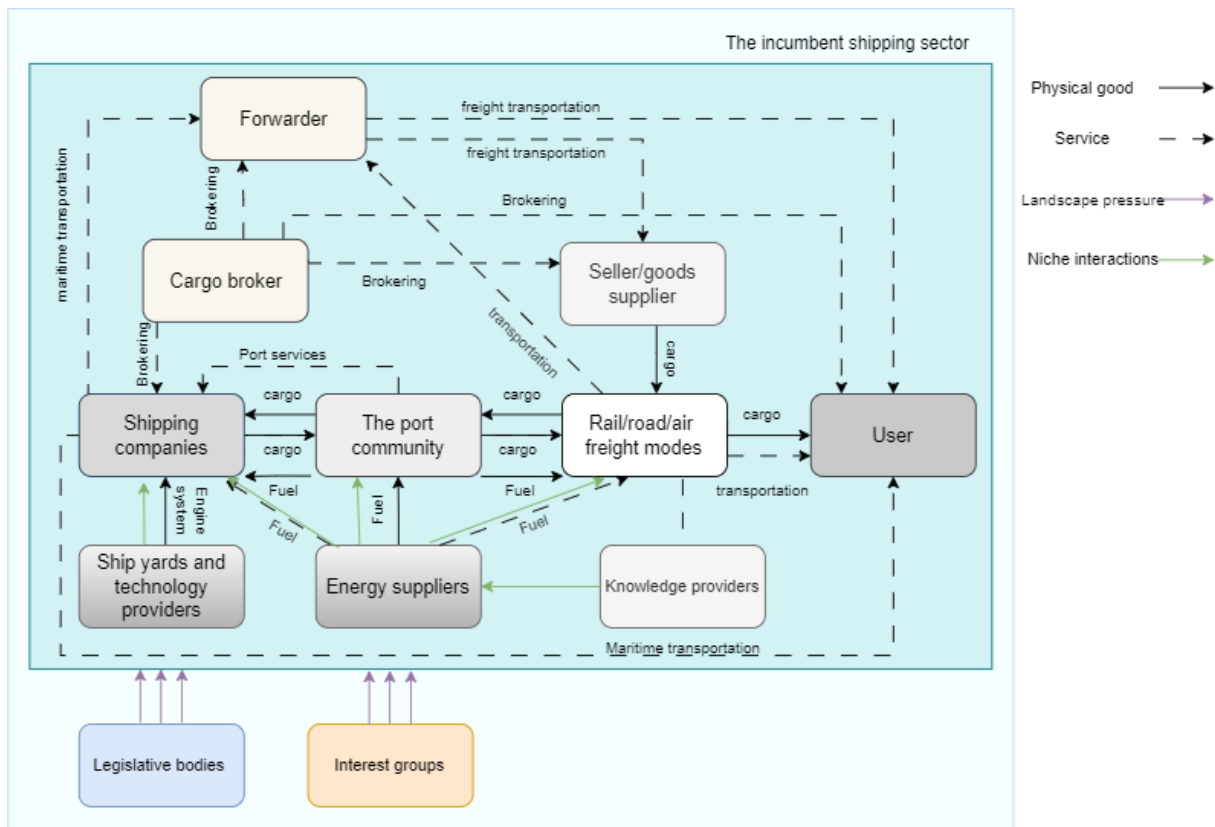 The incumbent shipping sector
Physical good
Service
Landscape pressure
Niche interactions
Forwarder
freight transportation
freight transportation
maritime transportation
Brokering
Brokering
Cargo broker
Brokering
Seller/goods
supplier
Brokering
transportation
cargo
Port services
cargo
cargo
cargo
Shipping
companies
The port
community
Rail/road/air
freight modes
User
cargo
cargo
transportation
Fuel
Fuel
Engine
system
Fuel
Fuel
Fuel
Ship yards and
technology
providers
Energy suppliers
Knowledge providers
Maritime transportation
Legislative bodies
Interest groups